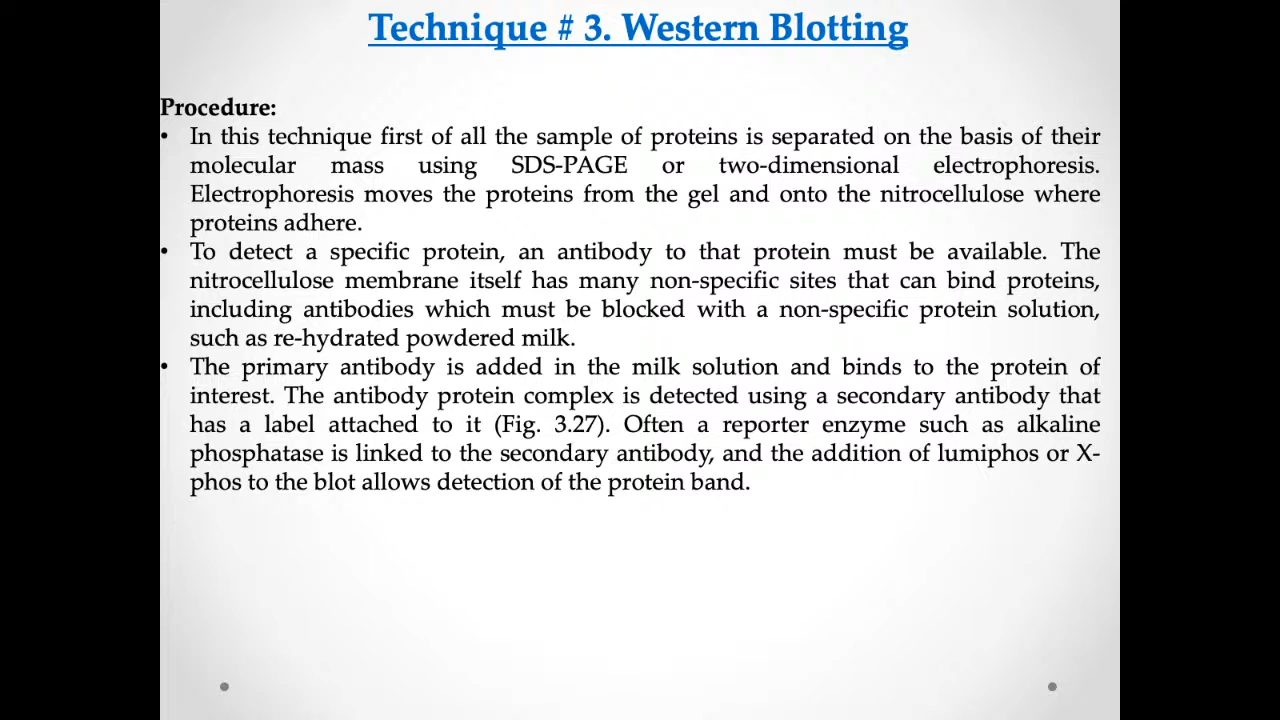 Technique # 3. Western Blotting
Procedure:
• In this technique first of all the sample of proteins is separated on the basis of their
molecular mass using SDS-PAGE or two-dimensional electrophoresis.
Electrophoresis moves the proteins from the gel and onto the nitrocellulose where
proteins adhere.
• To detect a specific protein, an antibody to that protein must be available. The
nitrocellulose membrane itself has many non-specific sites that can bind proteins,
including antibodies which must be blocked with a non-specific protein solution,
such as re-hydrated powdered milk.
• The primary antibody is added in the milk solution and binds to the protein of
interest. The antibody protein complex is detected using a secondary antibody that
has a label attached to it (Fig. 3.27). Often a reporter enzyme such as alkaline
phosphatase is linked to the secondary antibody, and the addition of lumiphos or X-
phos to the blot allows detection of the protein band.